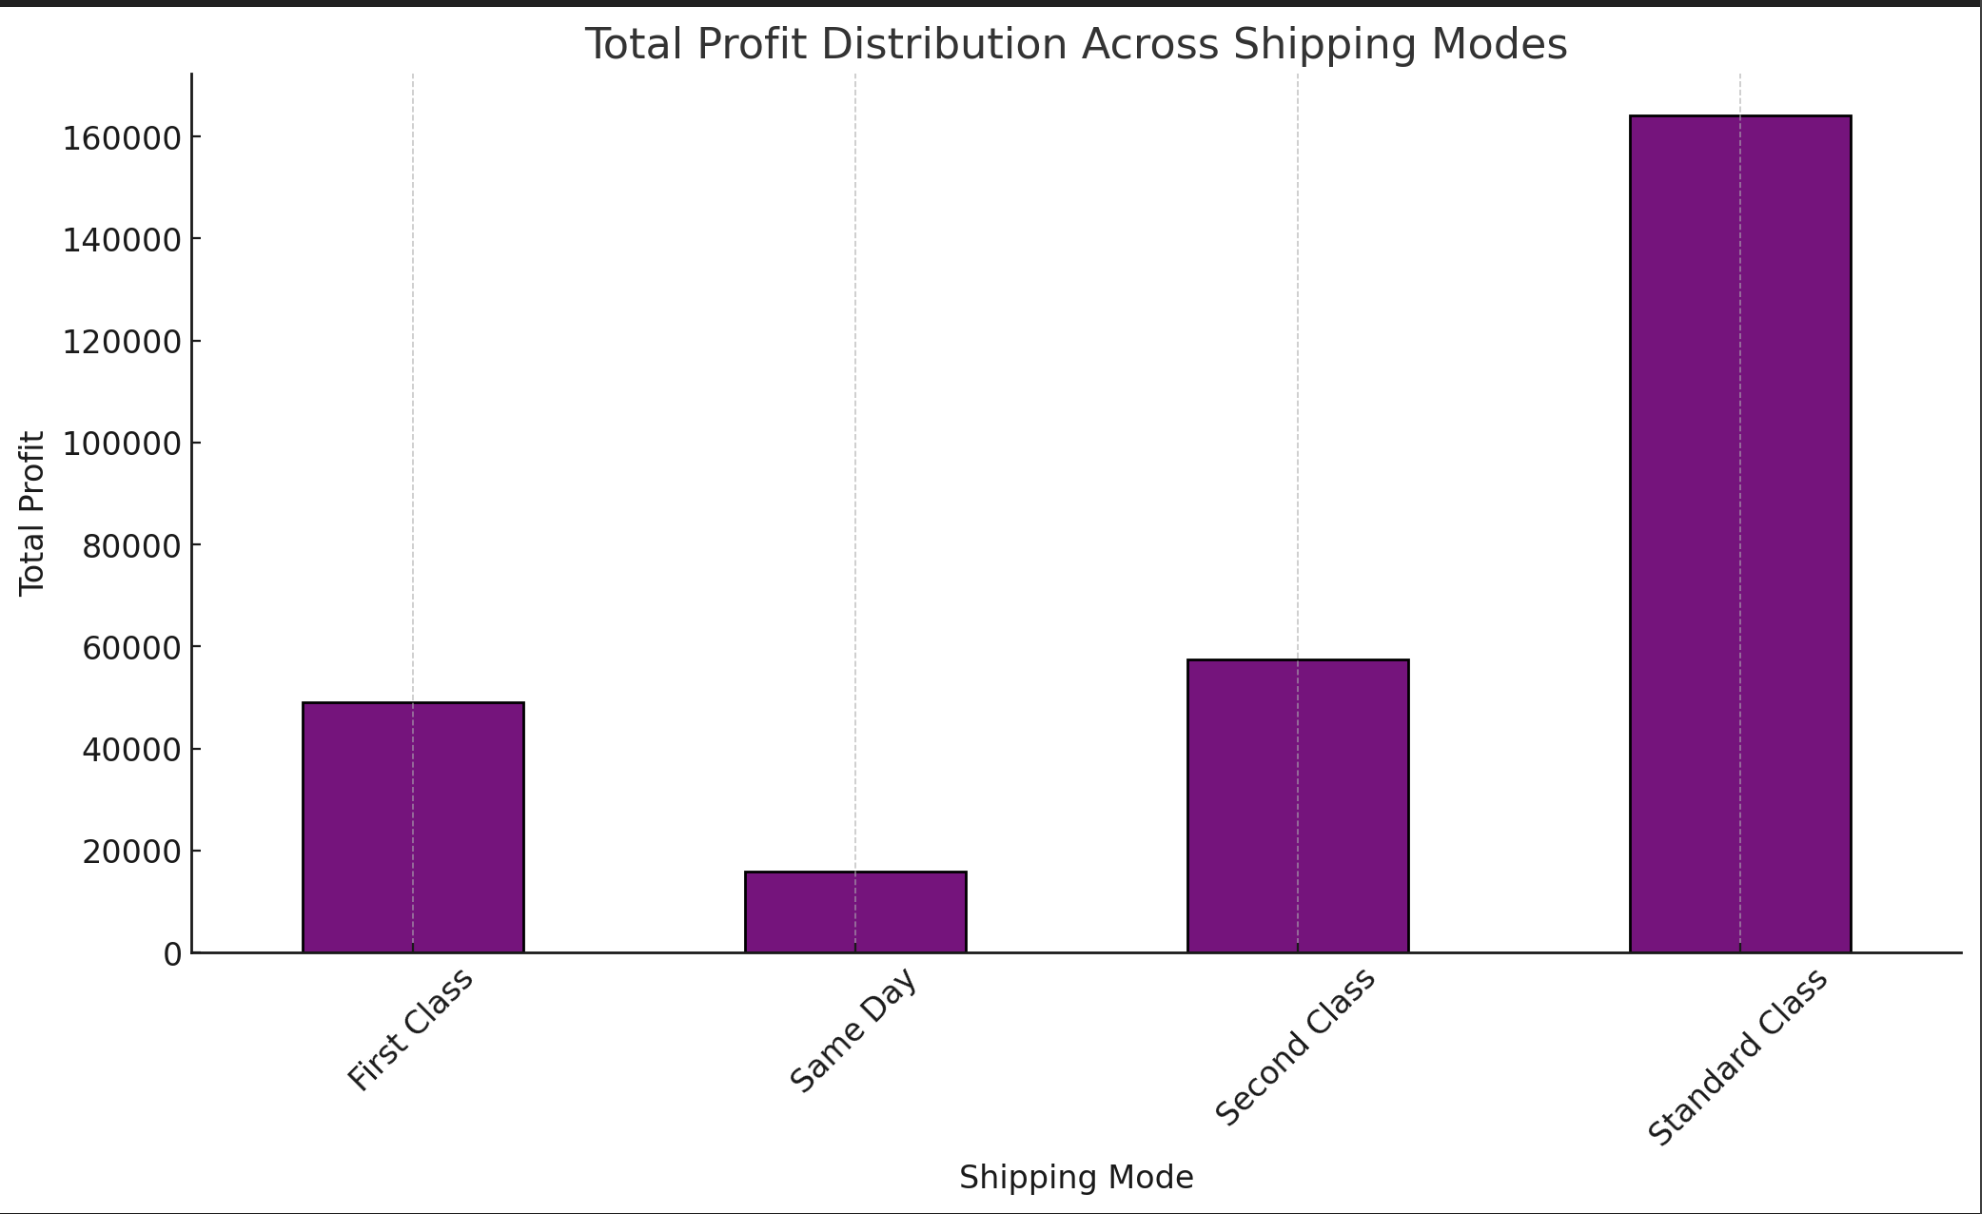 Total Profit Distribution Across Shipping Modes
Total Profit
160000
140000
120000
100000
80000
60000
40000
20000
0
First Class
Same Day
Second Class
Standard Class
Shipping Mode